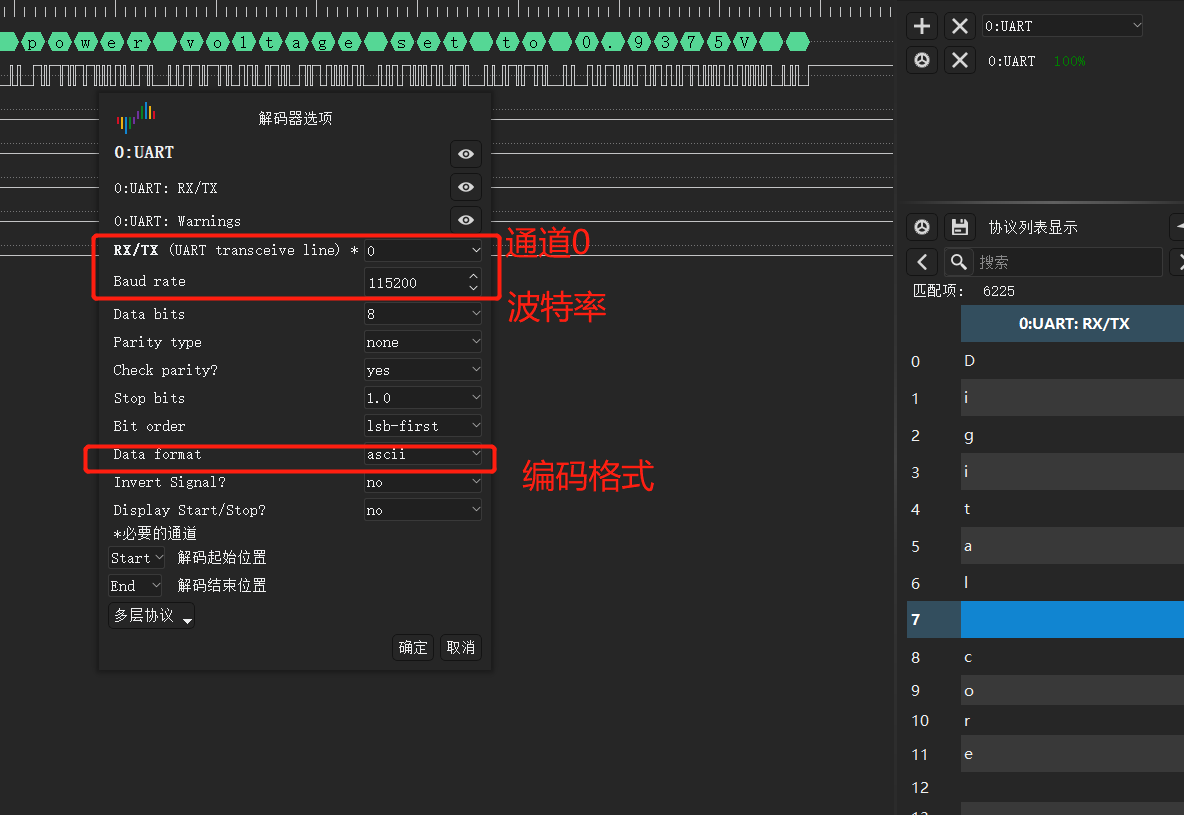 power voltage set to 0.9375V
解码器选项
0:UART
0:UART: RX/TX
0:UART: Warnings
RX/TX (UART transceive line) * 0
通道0
Baud rate 115200
波特率
Data bits 8
Parity type none
Check parity? yes
Stop bits 1.0
Bit order lsb-first
Data format ascii
编码格式
Invert Signal? no
Display Start/Stop? no
*必要的通道
Start 解码起始位置
End 解码结束位置
多层协议
确定 取消
0:UART
0:UART 100%
协议列表显示
搜索
匹配项: 6225
0:UART: RX/TX
0 D
1 i
2 g
3 i
4 t
5 a
6 l
7
8 c
9 o
10 r
11 e
12